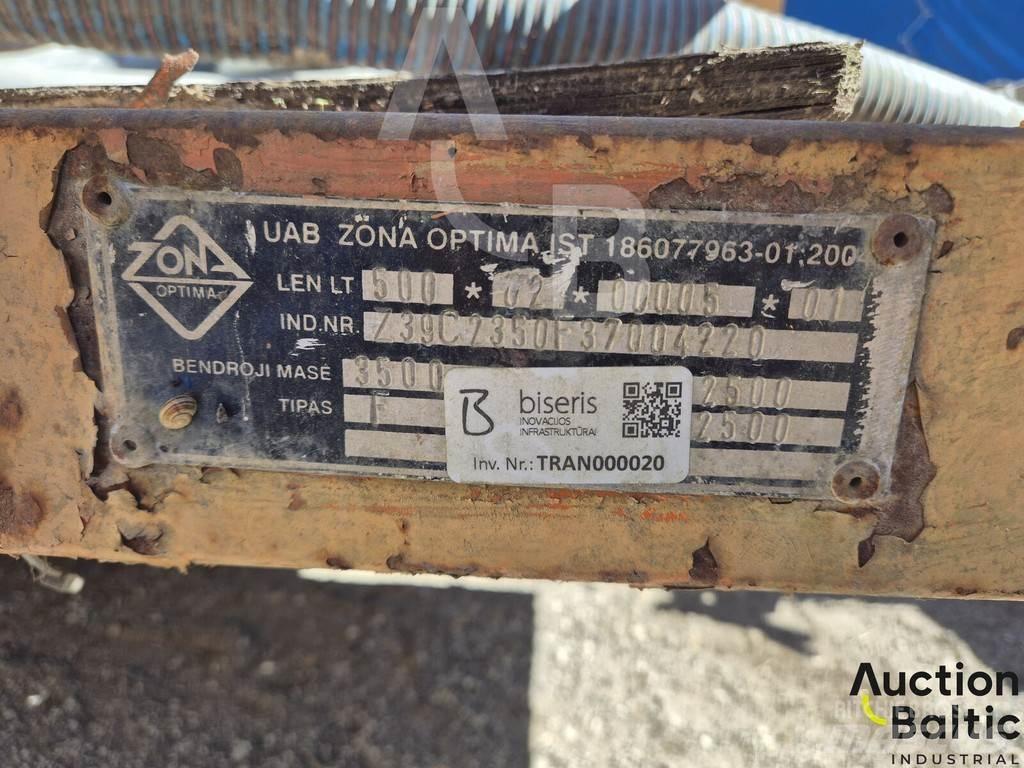 ZONA
OPTIMA
UAB ZONA OPTIMA IST 186077963-01,200
LEN LT 500 * 02 * 00005 * 01
IND.NR. Z39C2350F37004220
BENDROJI MASĖ 3500 2500
TIPAS F 2500
B biseris
INOVACIJOS
INFRASTRUKTŪRAI
Inv. Nr.: TRAN000020
Auction
Baltic
INDUSTRIAL